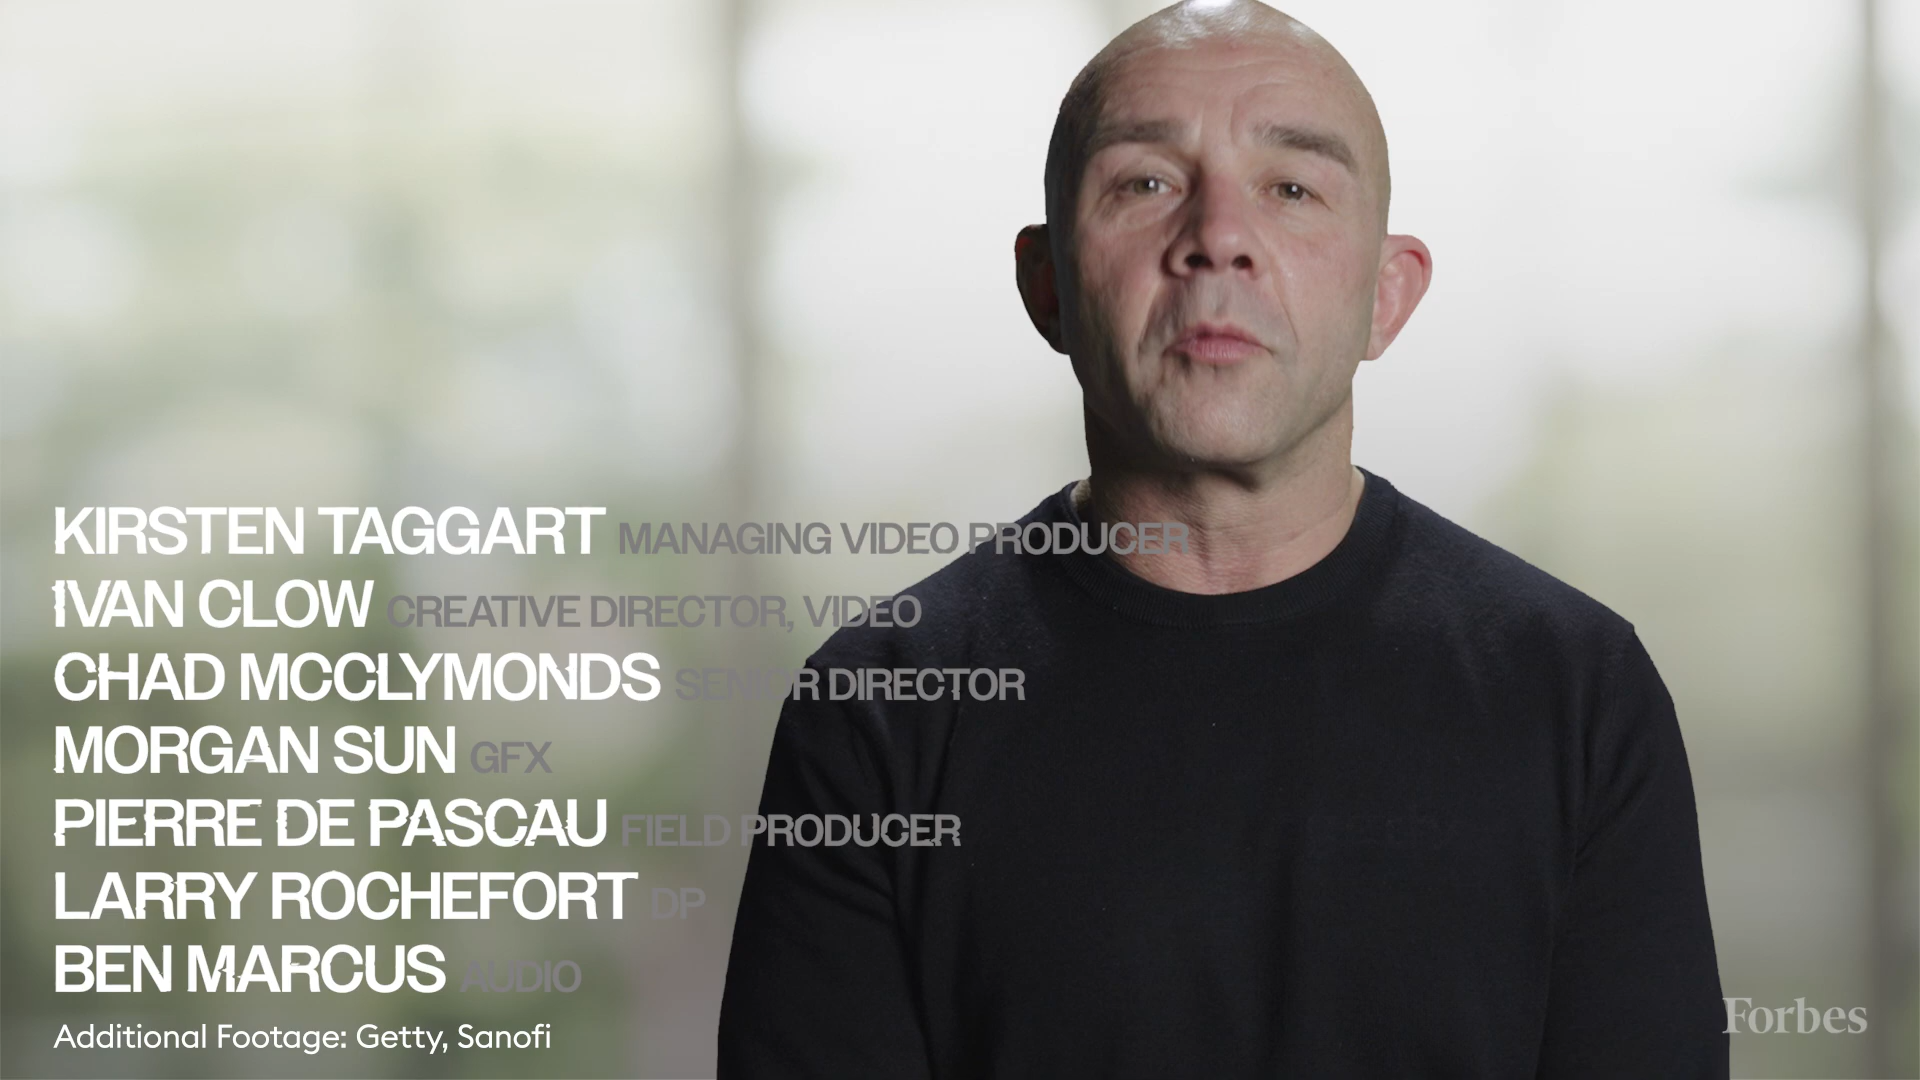 KIRSTEN TAGGART MANAGING VIDEO PRODUCER
IVAN CLOW CREATIVE DIRECTOR, VIDEO
CHAD MCCLYMONDS SENIOR DIRECTOR
MORGAN SUN GFX
PIERRE DE PASCAU FIELD PRODUCER
LARRY ROCHEFORT DP
BEN MARCUS AUDIO
Additional Footage: Getty, Sanofi
Forbes